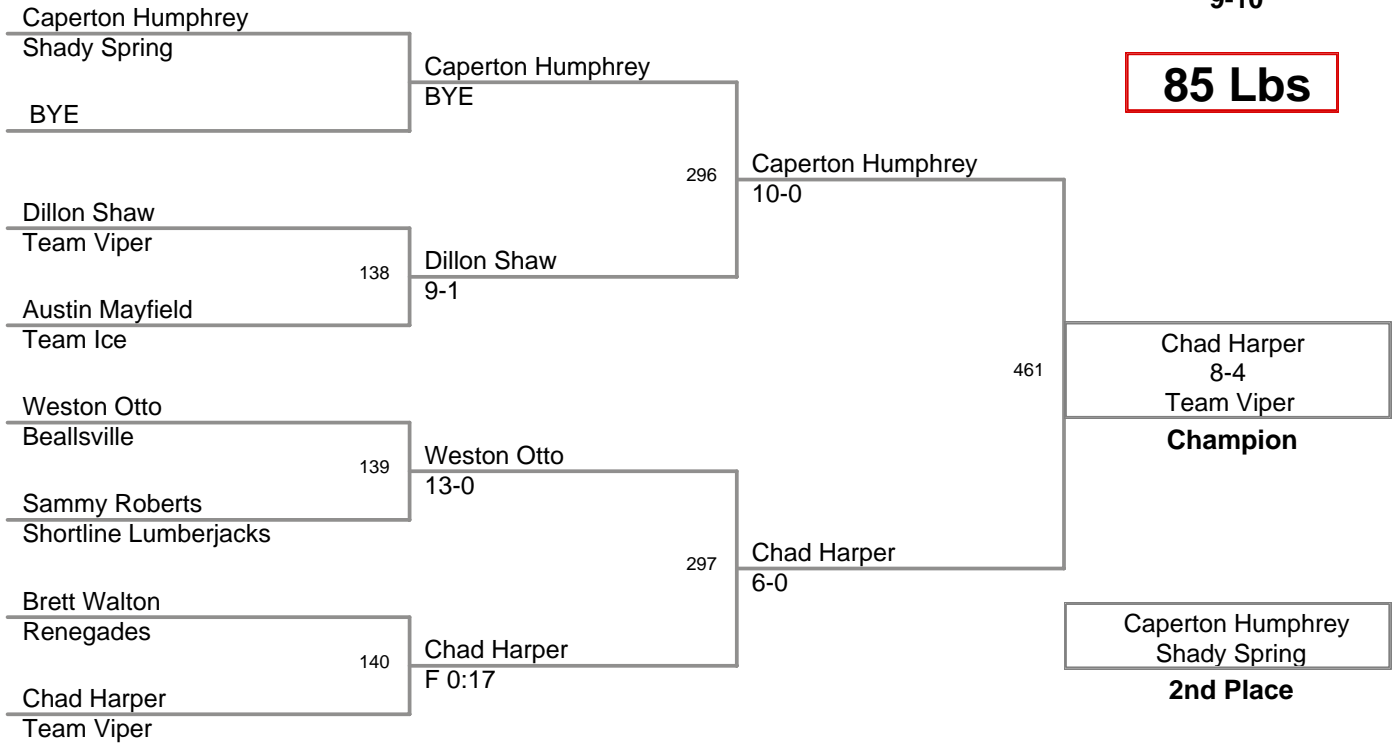 9-10
85 Lbs
Caperton Humphrey
Shady Spring
BYE
Dillon Shaw
Team Viper
138
Austin Mayfield
Team Ice
Weston Otto
Beallsville
139
Sammy Roberts
Shortline Lumberjacks
Brett Walton
Renegades
140
Chad Harper
Team Viper
Caperton Humphrey
BYE
296
Dillon Shaw
9-1
Weston Otto
13-0
297
Chad Harper
F 0:17
Caperton Humphrey
10-0
461
Chad Harper
6-0
Chad Harper
8-4
Team Viper
Champion
Caperton Humphrey
Shady Spring
2nd Place